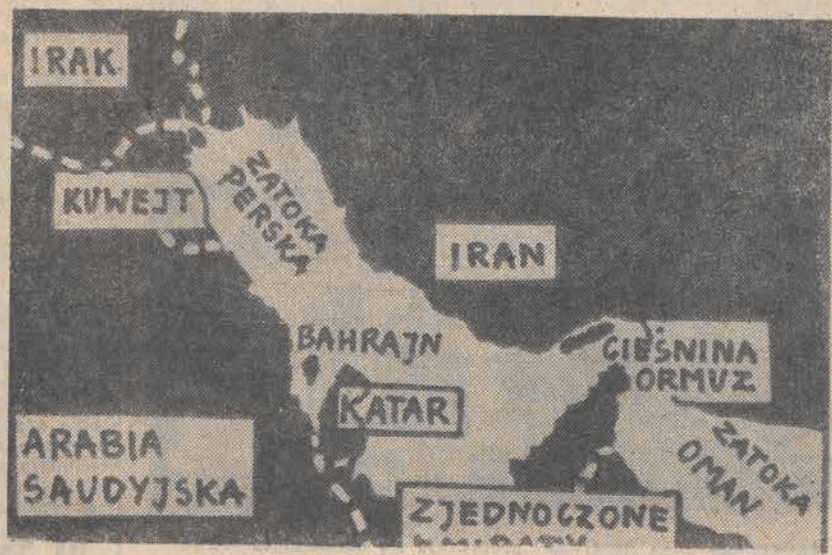 IRAK
KUWEJT
ZATOKA
PERSKA
IRAN
BAHRAJN
CIEŚNINA
ORMUZ
KATAR
ARABIA
SAUDYJSKA
ZATOKA
OMAN
ZJEDNOCZONE